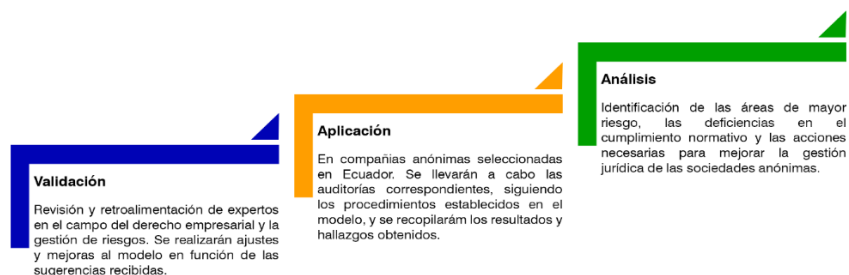 Validación
Revisión y retroalimentación de expertos
en el campo del derecho empresarial y la
gestión de riesgos. Se realizarán ajustes
y mejoras al modelo en función de las
sugerencias recibidas.
Aplicación
En compañias anónimas seleccionadas
en Ecuador. Se llevarán a cabo las
auditorías correspondientes, siguiendo
los procedimientos establecidos en el
modelo, y se recopilarám los resultados y
hallazgos obtenidos.
Análisis
Identificación de las áreas de mayor
riesgo, las deficiencias en el
cumplimiento normativo y las acciones
necesarias para mejorar la gestión
jurídica de las sociedades anónimas.